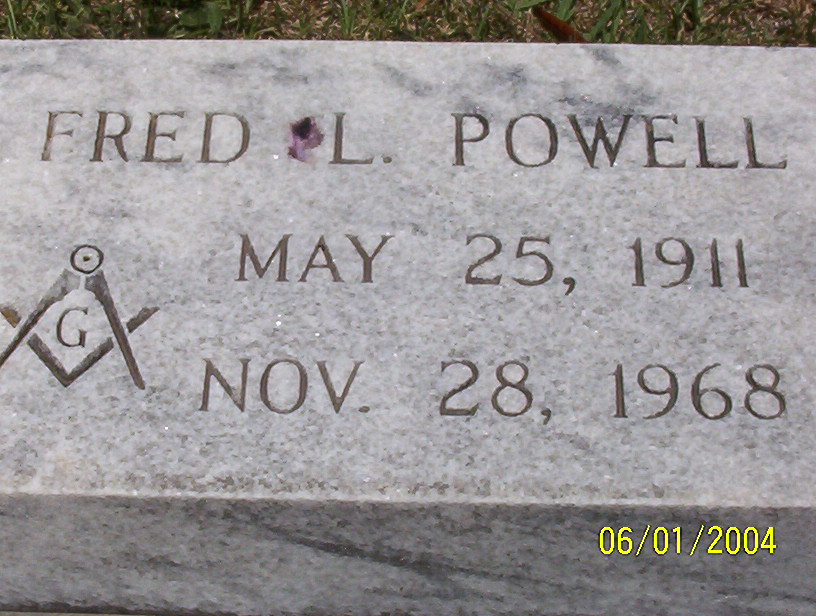 FRED L. POWELL
MAY 25, 1911
G
NOV. 28, 1968
06/01/2004